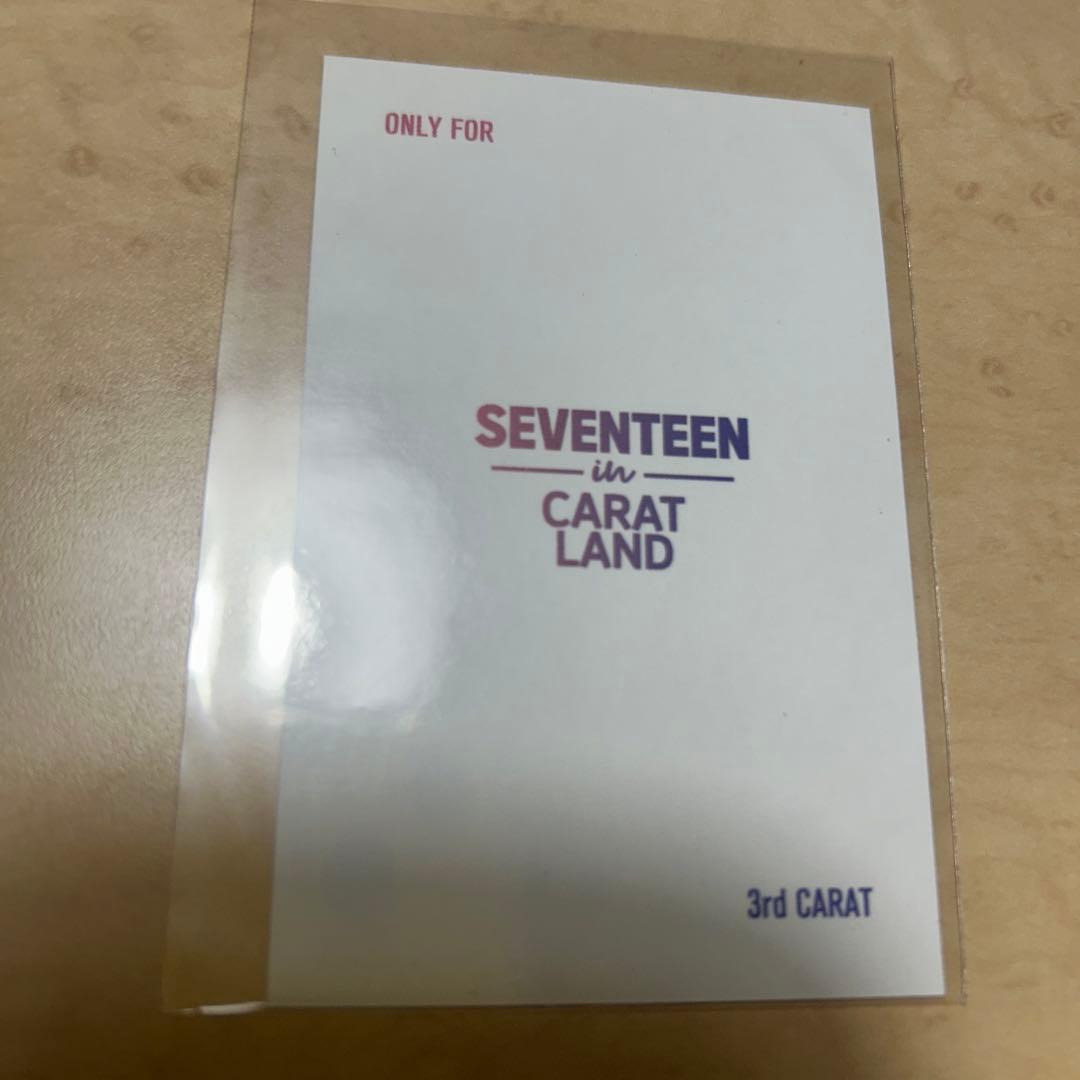 ONLY FOR
SEVENTEEN
in
CARAT
LAND
3rd CARAT